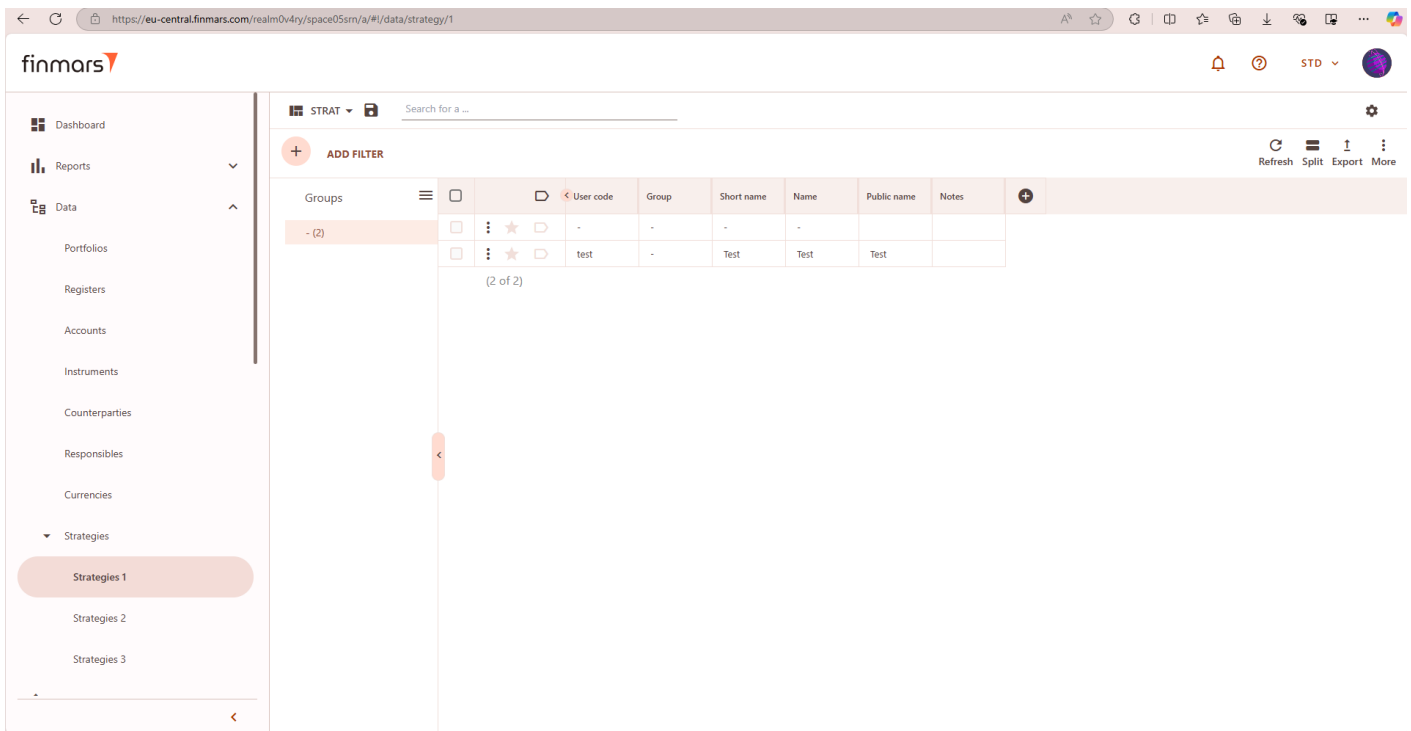 https://eu-central.finmars.com/realm0v4ry/space05srn/a/#!/data/strategy/1
finmars
STD
Dashboard
Reports
Data
Portfolios
Registers
Accounts
Instruments
Counterparties
Responsibles
Currencies
Strategies
Strategies 1
Strategies 2
Strategies 3
STRAT
Search for a ...
+ ADD FILTER
Refresh Split Export More
Groups
- (2)
User code Group Short name Name Public name Notes
- - - -
test - Test Test Test
(2 of 2)